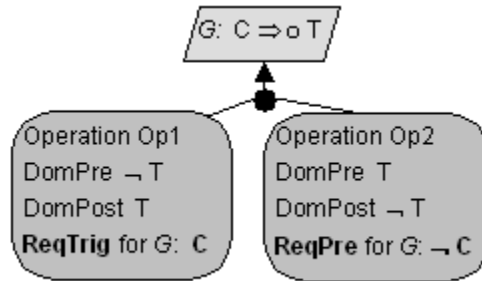 G: C ⇒ o T
Operation Op1
DomPre ¬ T
DomPost T
ReqTrig for G: C
Operation Op2
DomPre T
DomPost ¬ T
ReqPre for G: ¬ C